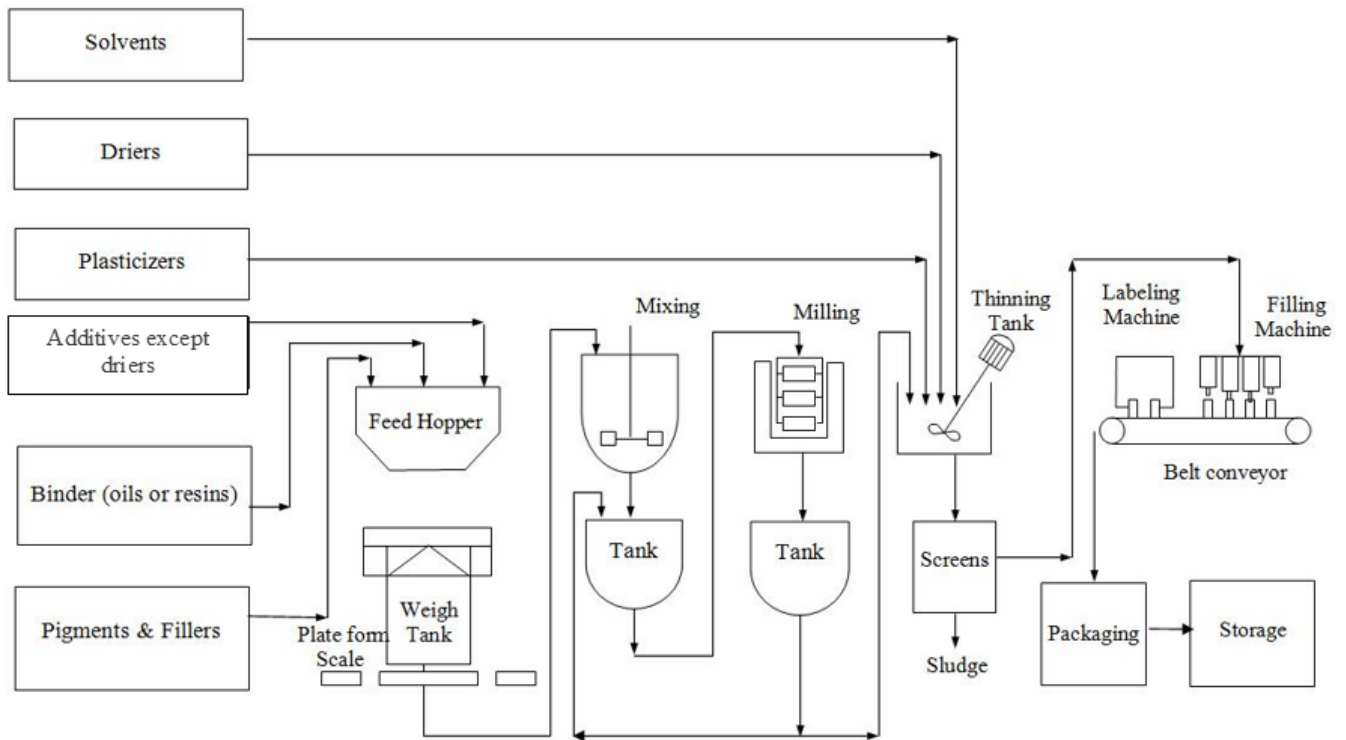 Solvents
Driers
Plasticizers
Additives except
driers
Binder (oils or resins)
Pigments & Fillers
Feed Hopper
Plate form
Scale
Weigh
Tank
Mixing
Tank
Milling
Tank
Thinning
Tank
Screens
Sludge
Labeling
Machine
Filling
Machine
Belt conveyor
Packaging
Storage